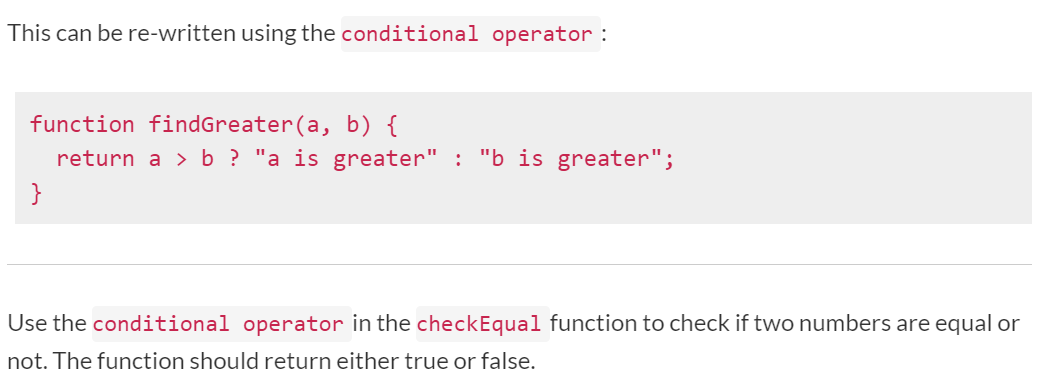 This can be re-written using the conditional operator :
function findGreater(a, b) {
  return a > b ? "a is greater" : "b is greater";
}
Use the conditional operator in the checkEqual function to check if two numbers are equal or
not. The function should return either true or false.